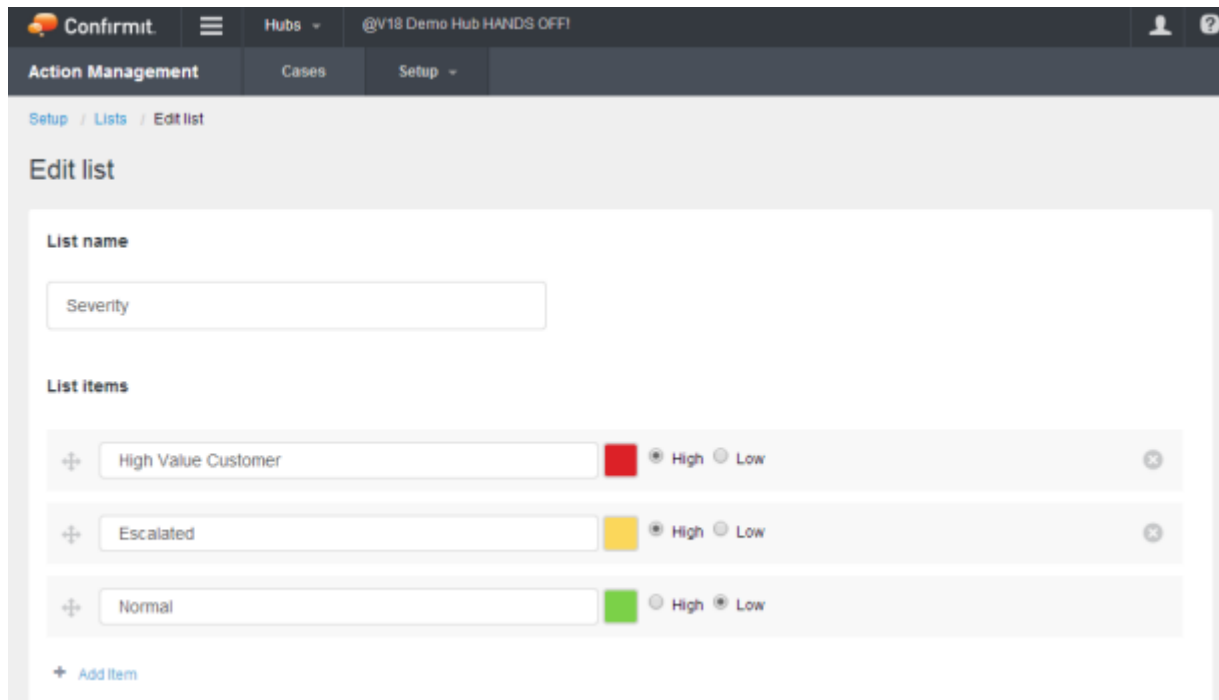 Confirmit. Hubs @V18 Demo Hub HANDS OFF!
Action Management Cases Setup
Setup / Lists / Edit list
Edit list
List name
Severity
List items
High Value Customer High Low
Escalated High Low
Normal High Low
+ Add Item